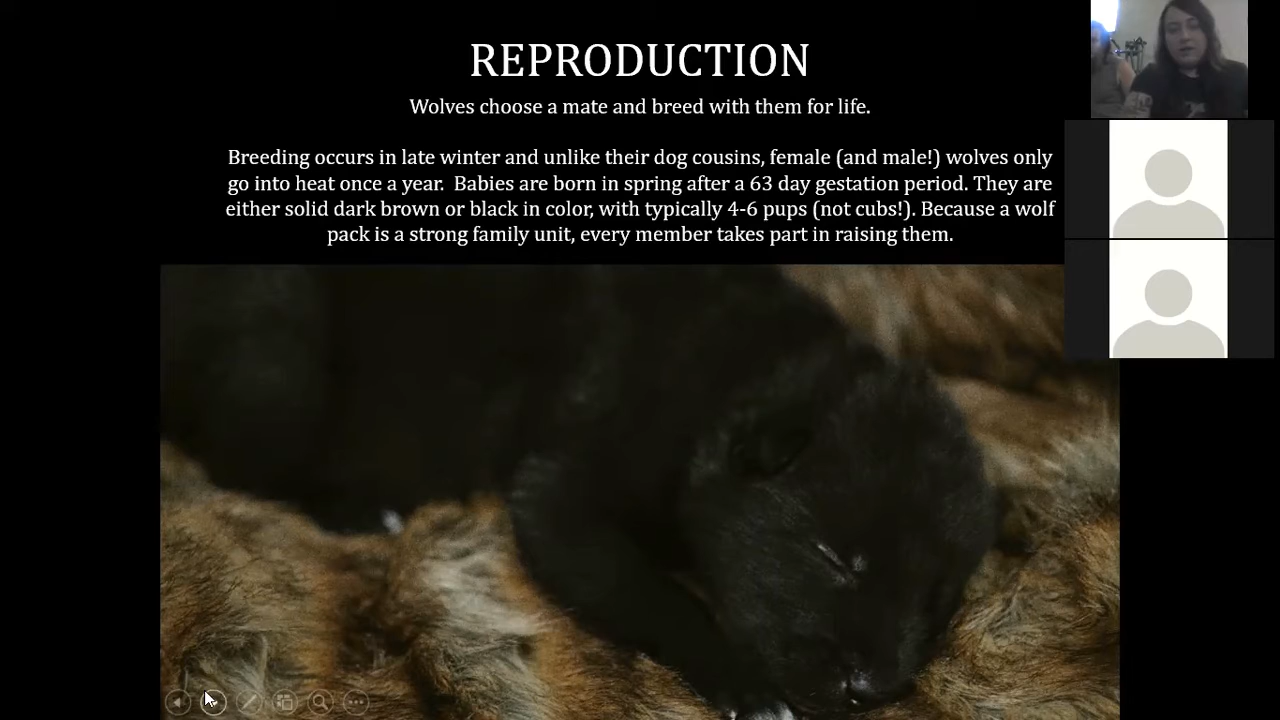 REPRODUCTION
Wolves choose a mate and breed with them for life.
Breeding occurs in late winter and unlike their dog cousins, female (and male!) wolves only
go into heat once a year.  Babies are born in spring after a 63 day gestation period. They are
either solid dark brown or black in color, with typically 4-6 pups (not cubs!). Because a wolf
pack is a strong family unit, every member takes part in raising them.